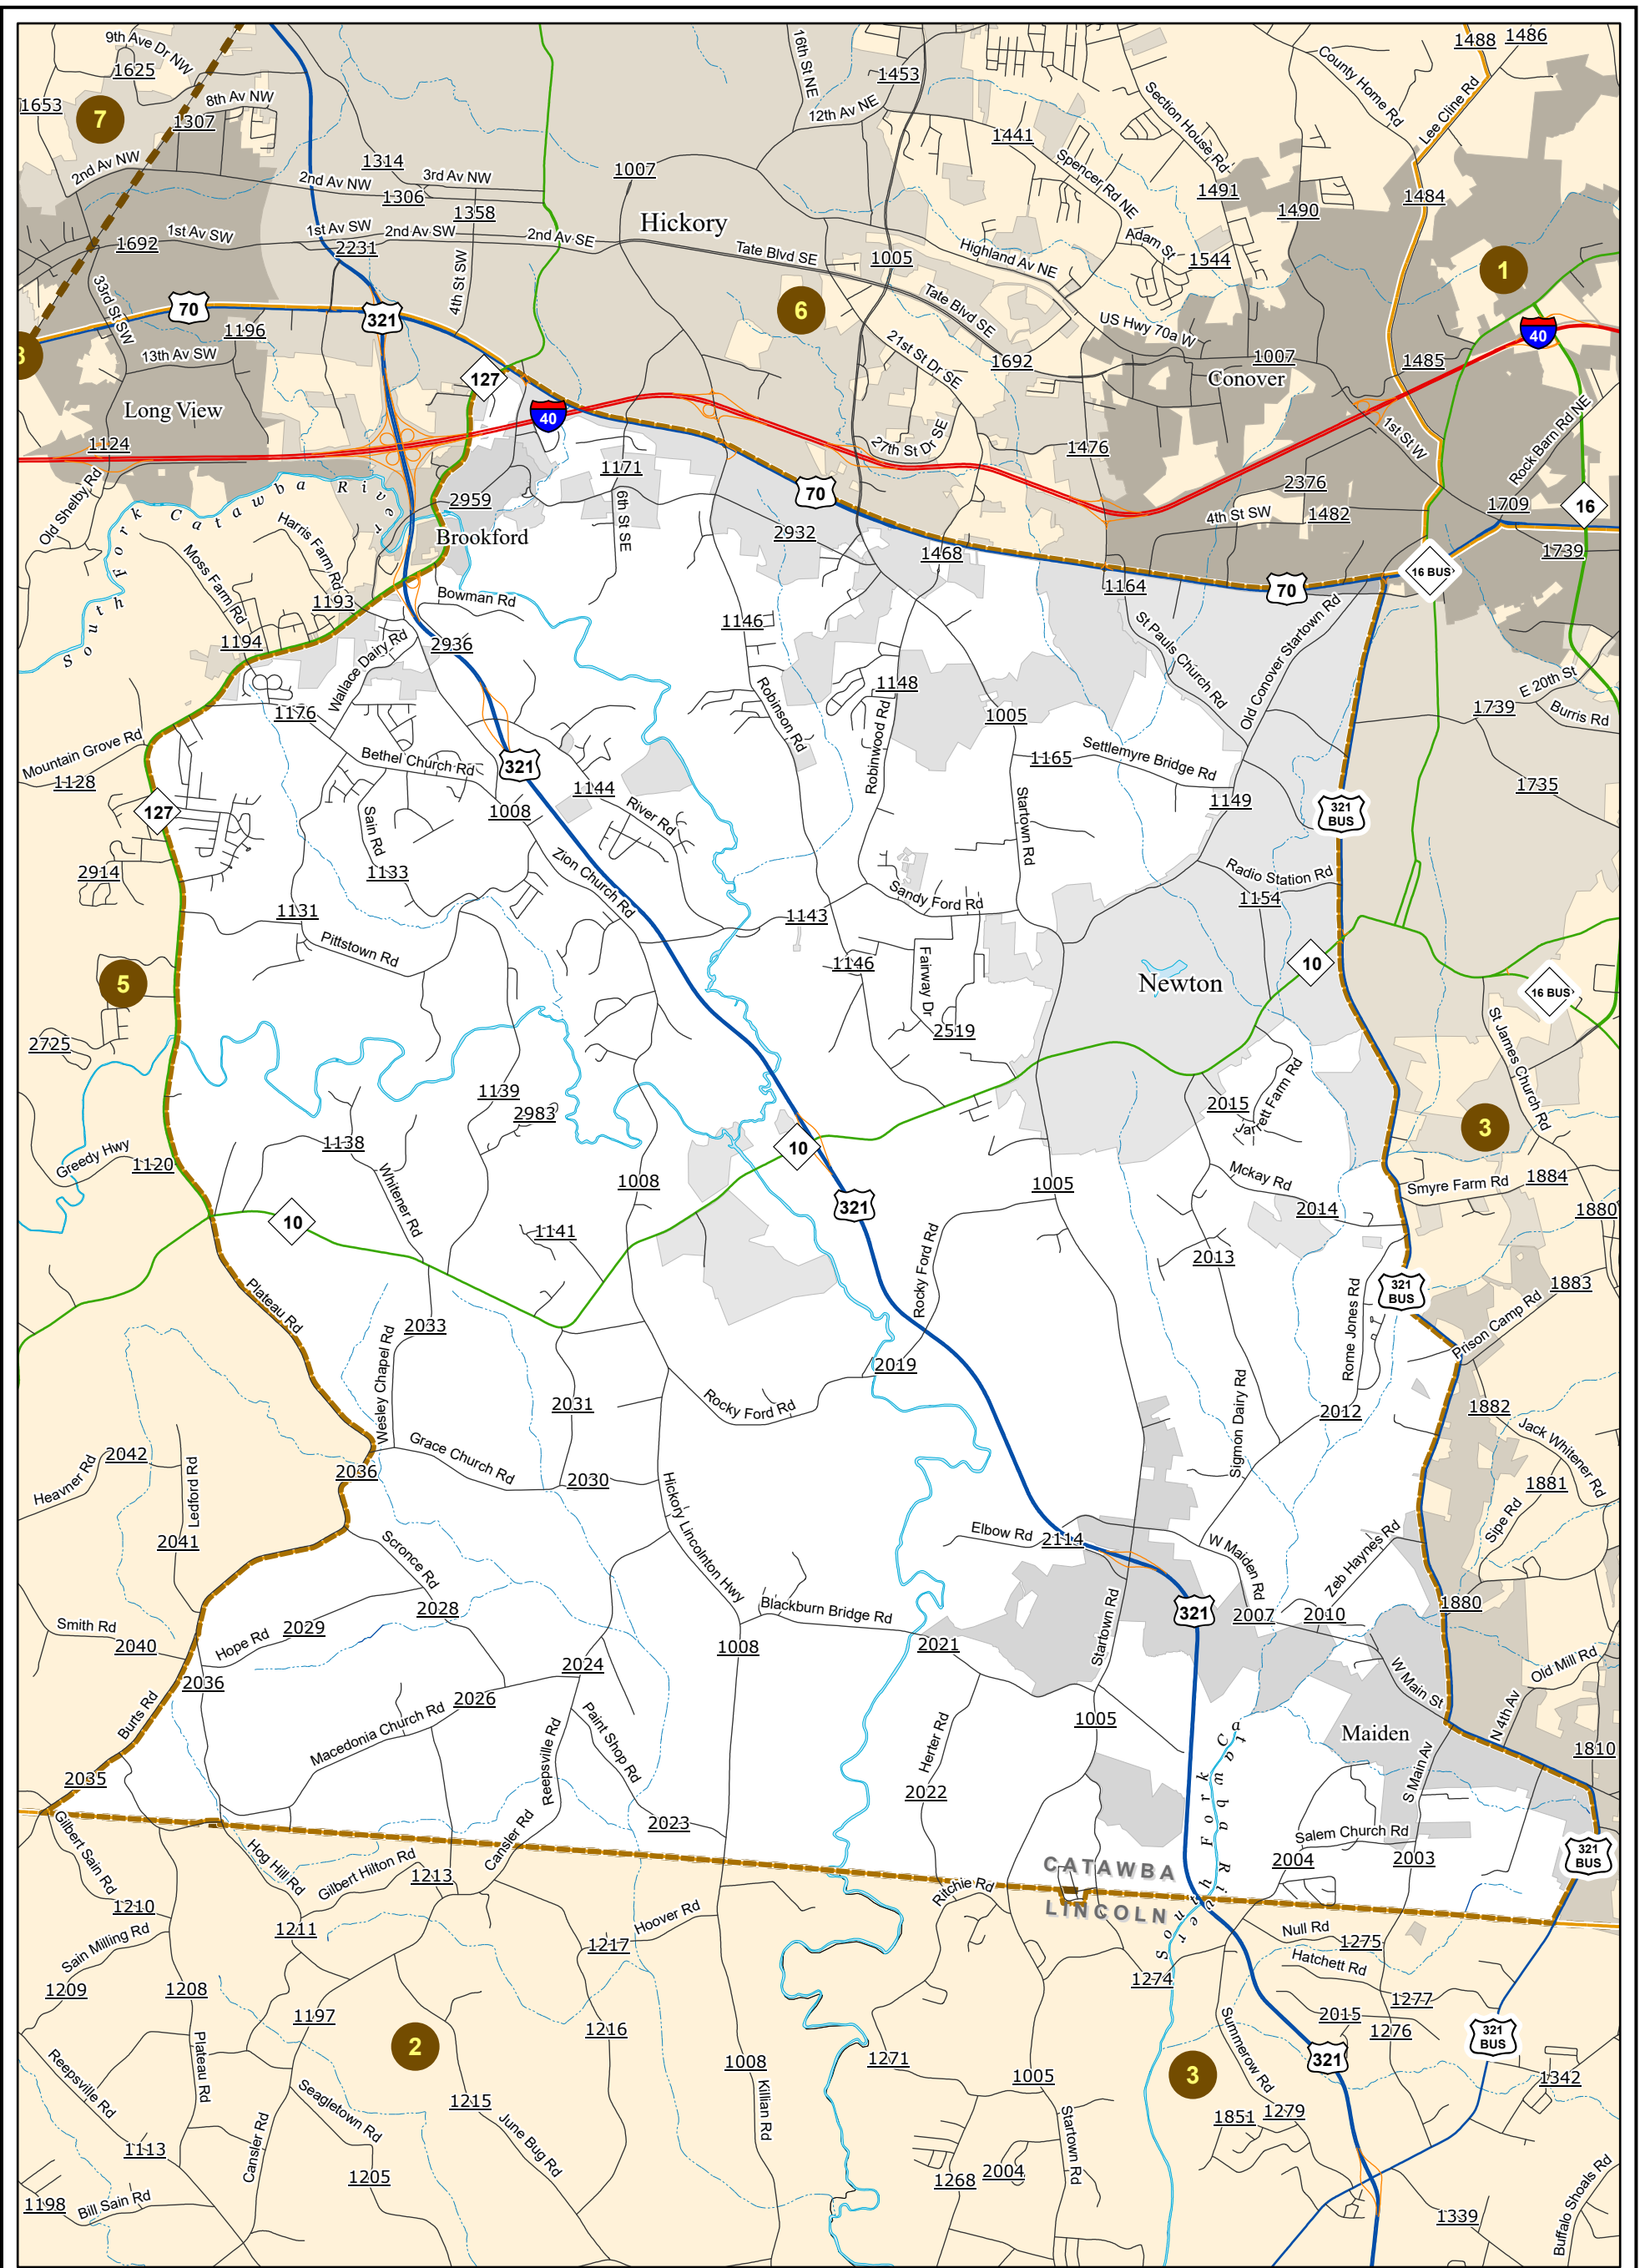 9th Ave Dr NW
1625
1653
7
8th Av NW
1307
2nd Av NW
1314
2nd Av NW
3rd Av NW
1306
1358
1007
16th St NE
1453
12th Av NE
1441
Section House Rd
County Home Rd
1488
1486
Lee Cline Rd
Spencer Rd NE
1491
1484
1490
Hickory
1692
1st Av SW
1st Av SW
2231
2nd Av SW
2nd Av SE
4th St SW
Tate Blvd SE
1005
Highland Av NE
Adam St
1544
1
33rd St SW
70
321
1196
13th Av SW
6
Tate Blvd SE
US Hwy 70a W
21st St Dr SE
1692
1007
Conover
1485
40
127
Long View
40
1124
1171
27th St Dr SE
1476
1st St W
Rock Barn Rd NE
2376
Old Shelby Rd
South Fork Catawba River
2959
6th St SE
70
4th St SW
1482
1709
16
Harris Farm Rd
Moss Farm Rd
Brookford
2932
1468
1739
16 BUS
1193
Bowman Rd
1164
70
1194
2936
1146
St Pauls Church Rd
Old Conover Startown Rd
Wallace Dairy Rd
1148
E 20th St
1176
Robinson Rd
Robinwood Rd
1005
1739
Burris Rd
Mountain Grove Rd
1128
Bethel Church Rd
321
1165
Settlemyre Bridge Rd
1735
127
1144
1008
River Rd
Sain Rd
Startown Rd
1149
321 BUS
2914
1133
Zion Church Rd
Radio Station Rd
Sandy Ford Rd
1154
1131
1143
Pittstown Rd
1146
Fairway Dr
10
5
Newton
16 BUS
2725
2519
St James Church Rd
1139
2983
2015
Jarrett Farm Rd
3
1138
10
Greedy Hwy
1120
Whitener Rd
1008
1005
Mckay Rd
Smyre Farm Rd
1884
321
2014
1880
10
1141
Rocky Ford Rd
2013
Plateau Rd
321 BUS
1883
2033
Rome Jones Rd
Prison Camp Rd
Wesley Chapel Rd
2019
2031
Rocky Ford Rd
Sigmon Dairy Rd
2012
1882
Jack Whitener Rd
2042
Heavner Rd
Ledford Rd
2036
Grace Church Rd
2030
1881
Hickory Lincolnton Hwy
Sipe Rd
2041
Elbow Rd
2114
W Maiden Rd
Zeb Haynes Rd
Scronce Rd
Smith Rd
2028
Blackburn Bridge Rd
321
2007
2010
1880
2029
Hope Rd
2040
1008
2021
Startown Rd
2024
2036
W Main St
Old Mill Rd
2026
Burts Rd
Macedonia Church Rd
Paint Shop Rd
Reepsville Rd
1005
Herter Rd
Maiden
N 4th Av
1810
2035
2022
S Main Av
South Fork Catawba River
2023
Gilbert Sain Rd
Cansler Rd
Salem Church Rd
Hog Hill Rd
Gilbert Hilton Rd
1213
CATAWBA
2004
2003
321 BUS
Ritchie Rd
1210
LINCOLN
1211
Hoover Rd
Null Rd
Sain Milling Rd
1217
1275
Hatchett Rd
1209
1208
1274
1277
1197
2015
1216
1276
321 BUS
2
1008
1271
321
3
1005
Summerow Rd
1342
Reepsville Rd
Plateau Rd
Seagletown Rd
1215
Killian Rd
1851
1279
June Bug Rd
1113
Cansler Rd
Startown Rd
1205
1268
2004
Buffalo Shoals Rd
1198
Bill Sain Rd
1339